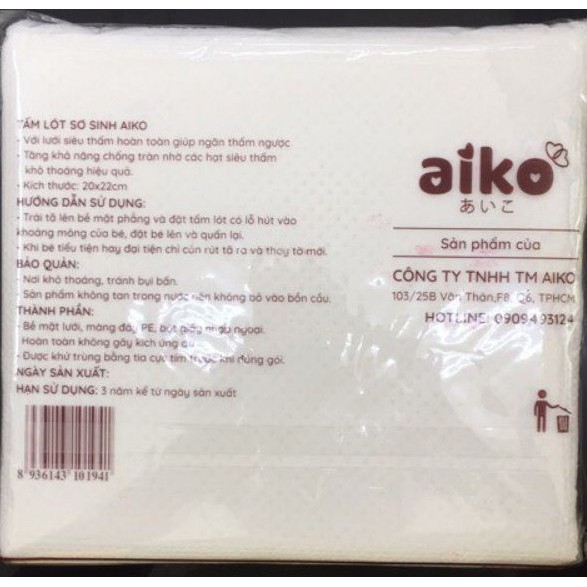 TẤM LÓT SƠ SINH AIKO
- Với lưới siêu thấm hoàn toàn giúp ngăn thấm ngược.
- Tăng khả năng chống tràn nhờ các hạt siêu thấm
khô thoáng hiệu quả.
- Kích thước: 20x22cm
HƯỚNG DẪN SỬ DỤNG:
- Trải tã lên bề mặt phẳng và đặt tấm lót có lỗ hút vào
khoảng mông của bé, đặt bé lên và quấn lại.
- Khi bé tiểu tiện hay đại tiện chỉ cần rút tã ra và thay tờ mới.
BẢO QUẢN:
- Nơi khô thoáng, tránh bụi bẩn.
- Sản phẩm không tan trong nước nên không bỏ vào bồn cầu.
THÀNH PHẦN:
- Bề mặt lưới, màng đáy PE, bột giấy nhập ngoại.
Hoàn toàn không gây kích ứng da.
- Được khử trùng bằng tia cực tím trước khi đóng gói.
NGÀY SẢN XUẤT:
HẠN SỬ DỤNG: 3 năm kể từ ngày sản xuất
8 936143 101941
aiko
あいこ
Sản phẩm của
CÔNG TY TNHH TM AIKO
103/25B Văn Thân,F8, Q6, TPHCM
HOTLINE: 0909493124